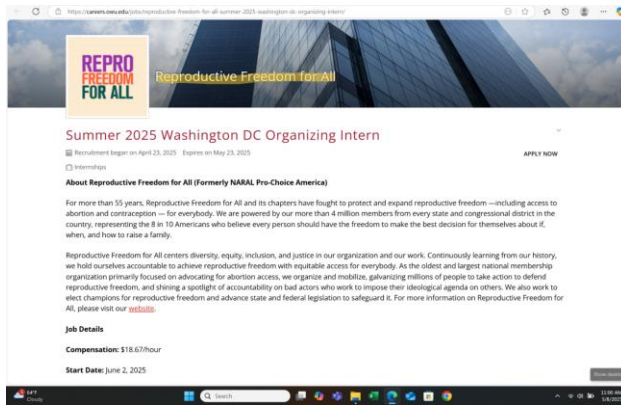 https://careers.owu.edu/jobs/reproductive-freedom-for-all-summer-2025-washington-dc-organizing-intern/
REPRO
FREEDOM
FOR ALL
Reproductive Freedom for All
Summer 2025 Washington DC Organizing Intern
Recruitment began on April 23, 2025 Expires on May 23, 2025
APPLY NOW
Internships
About Reproductive Freedom for All (Formerly NARAL Pro-Choice America)
For more than 55 years, Reproductive Freedom for All and its chapters have fought to protect and expand reproductive freedom —including access to
abortion and contraception — for everybody. We are powered by our more than 4 million members from every state and congressional district in the
country, representing the 8 in 10 Americans who believe every person should have the freedom to make the best decision for themselves about if,
when, and how to raise a family.
Reproductive Freedom for All centers diversity, equity, inclusion, and justice in our organization and our work. Continuously learning from our history,
we hold ourselves accountable to achieve reproductive freedom with equitable access for everybody. As the oldest and largest national membership
organization primarily focused on advocating for abortion access, we organize and mobilize, galvanizing millions of people to take action to defend
reproductive freedom, and shining a spotlight of accountability on bad actors who work to impose their ideological agenda on others. We also work to
elect champions for reproductive freedom and advance state and federal legislation to safeguard it. For more information on Reproductive Freedom for
All, please visit our website.
Job Details
Compensation: $18.67/hour
Start Date: June 2, 2025
Cloudy
Search
11:00 AM